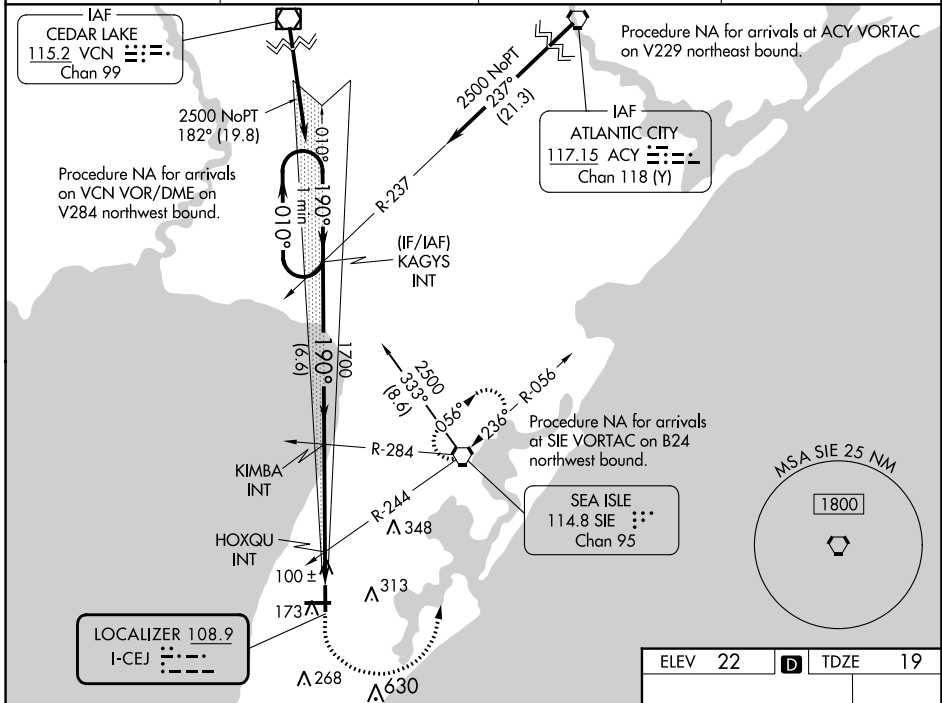 IAF
CEDAR LAKE
115.2 VCN
Chan 99
2500 NoPT
182° (19.8)
Procedure NA for arrivals
on VCN VOR/DME on
V284 northwest bound.
Procedure NA for arrivals at ACY VORTAC
on V229 northeast bound.
2500 NoPT
237°
(21.3)
IAF
ATLANTIC CITY
117.15 ACY
Chan 118 (Y)
010°
190°
1 min
010°
R-237
(IF/IAF)
KAGYS
INT
1700
190°
(6.6)
2500
333°
(8.6)
056°
236°
R-056
Procedure NA for arrivals
at SIE VORTAC on B24
northwest bound.
R-284
KIMBA
INT
R-244
SEA ISLE
114.8 SIE
Chan 95
MSA SIE 25 NM
1800
348
HOXQU
INT
100 ±
313
173
LOCALIZER 108.9
I-CEJ
268
630
ELEV 22 D TDZE 19